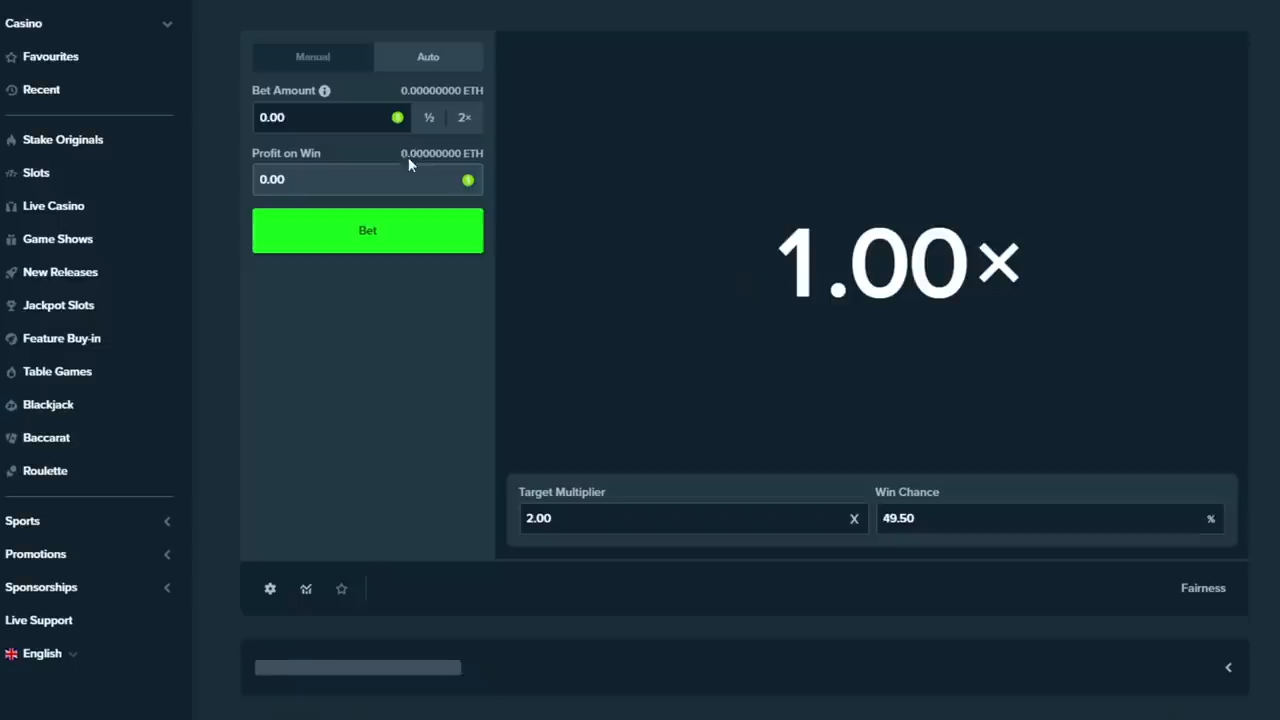 Casino
Favourites
Recent
Stake Originals
Slots
Live Casino
Game Shows
New Releases
Jackpot Slots
Feature Buy-in
Table Games
Blackjack
Baccarat
Roulette
Sports
Promotions
Sponsorships
Live Support
English
Manual Auto
Bet Amount 0.00000000 ETH
0.00 ½ 2×
Profit on Win 0.00000000 ETH
0.00
Bet
1.00×
Target Multiplier Win Chance
2.00 X 49.50 %
Fairness